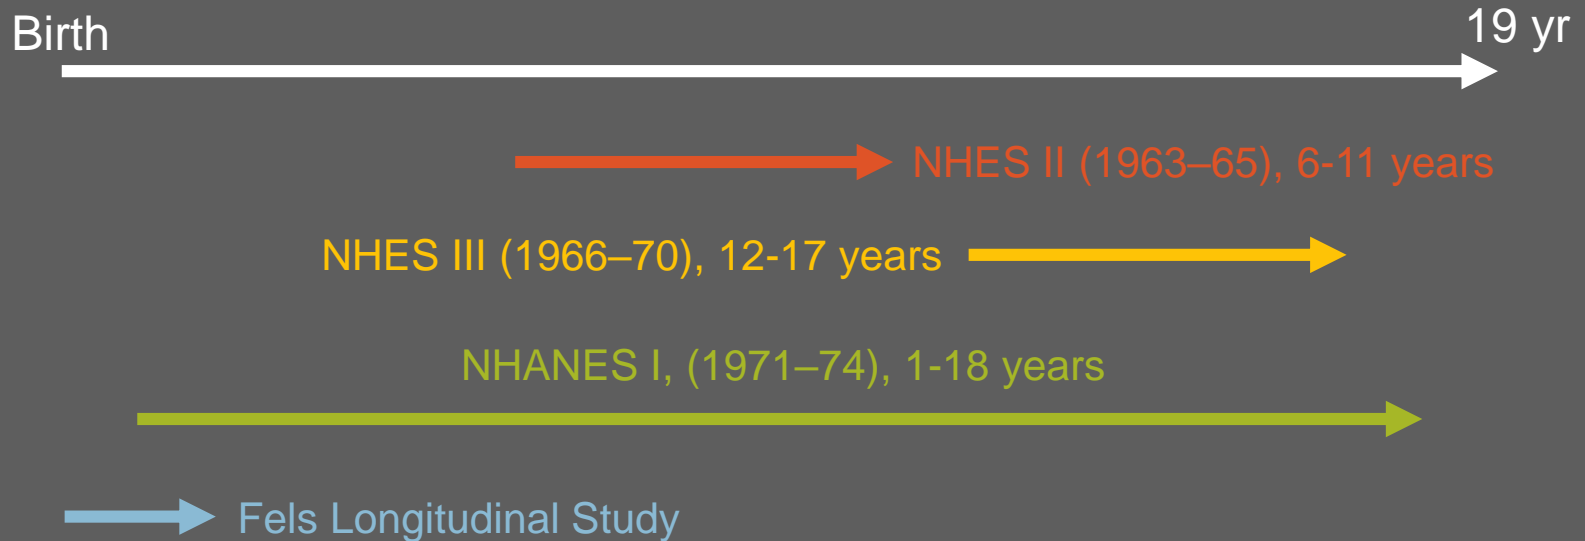 Birth
19 yr
NHES II (1963–65), 6-11 years
NHES III (1966–70), 12-17 years
NHANES I, (1971–74), 1-18 years
Fels Longitudinal Study